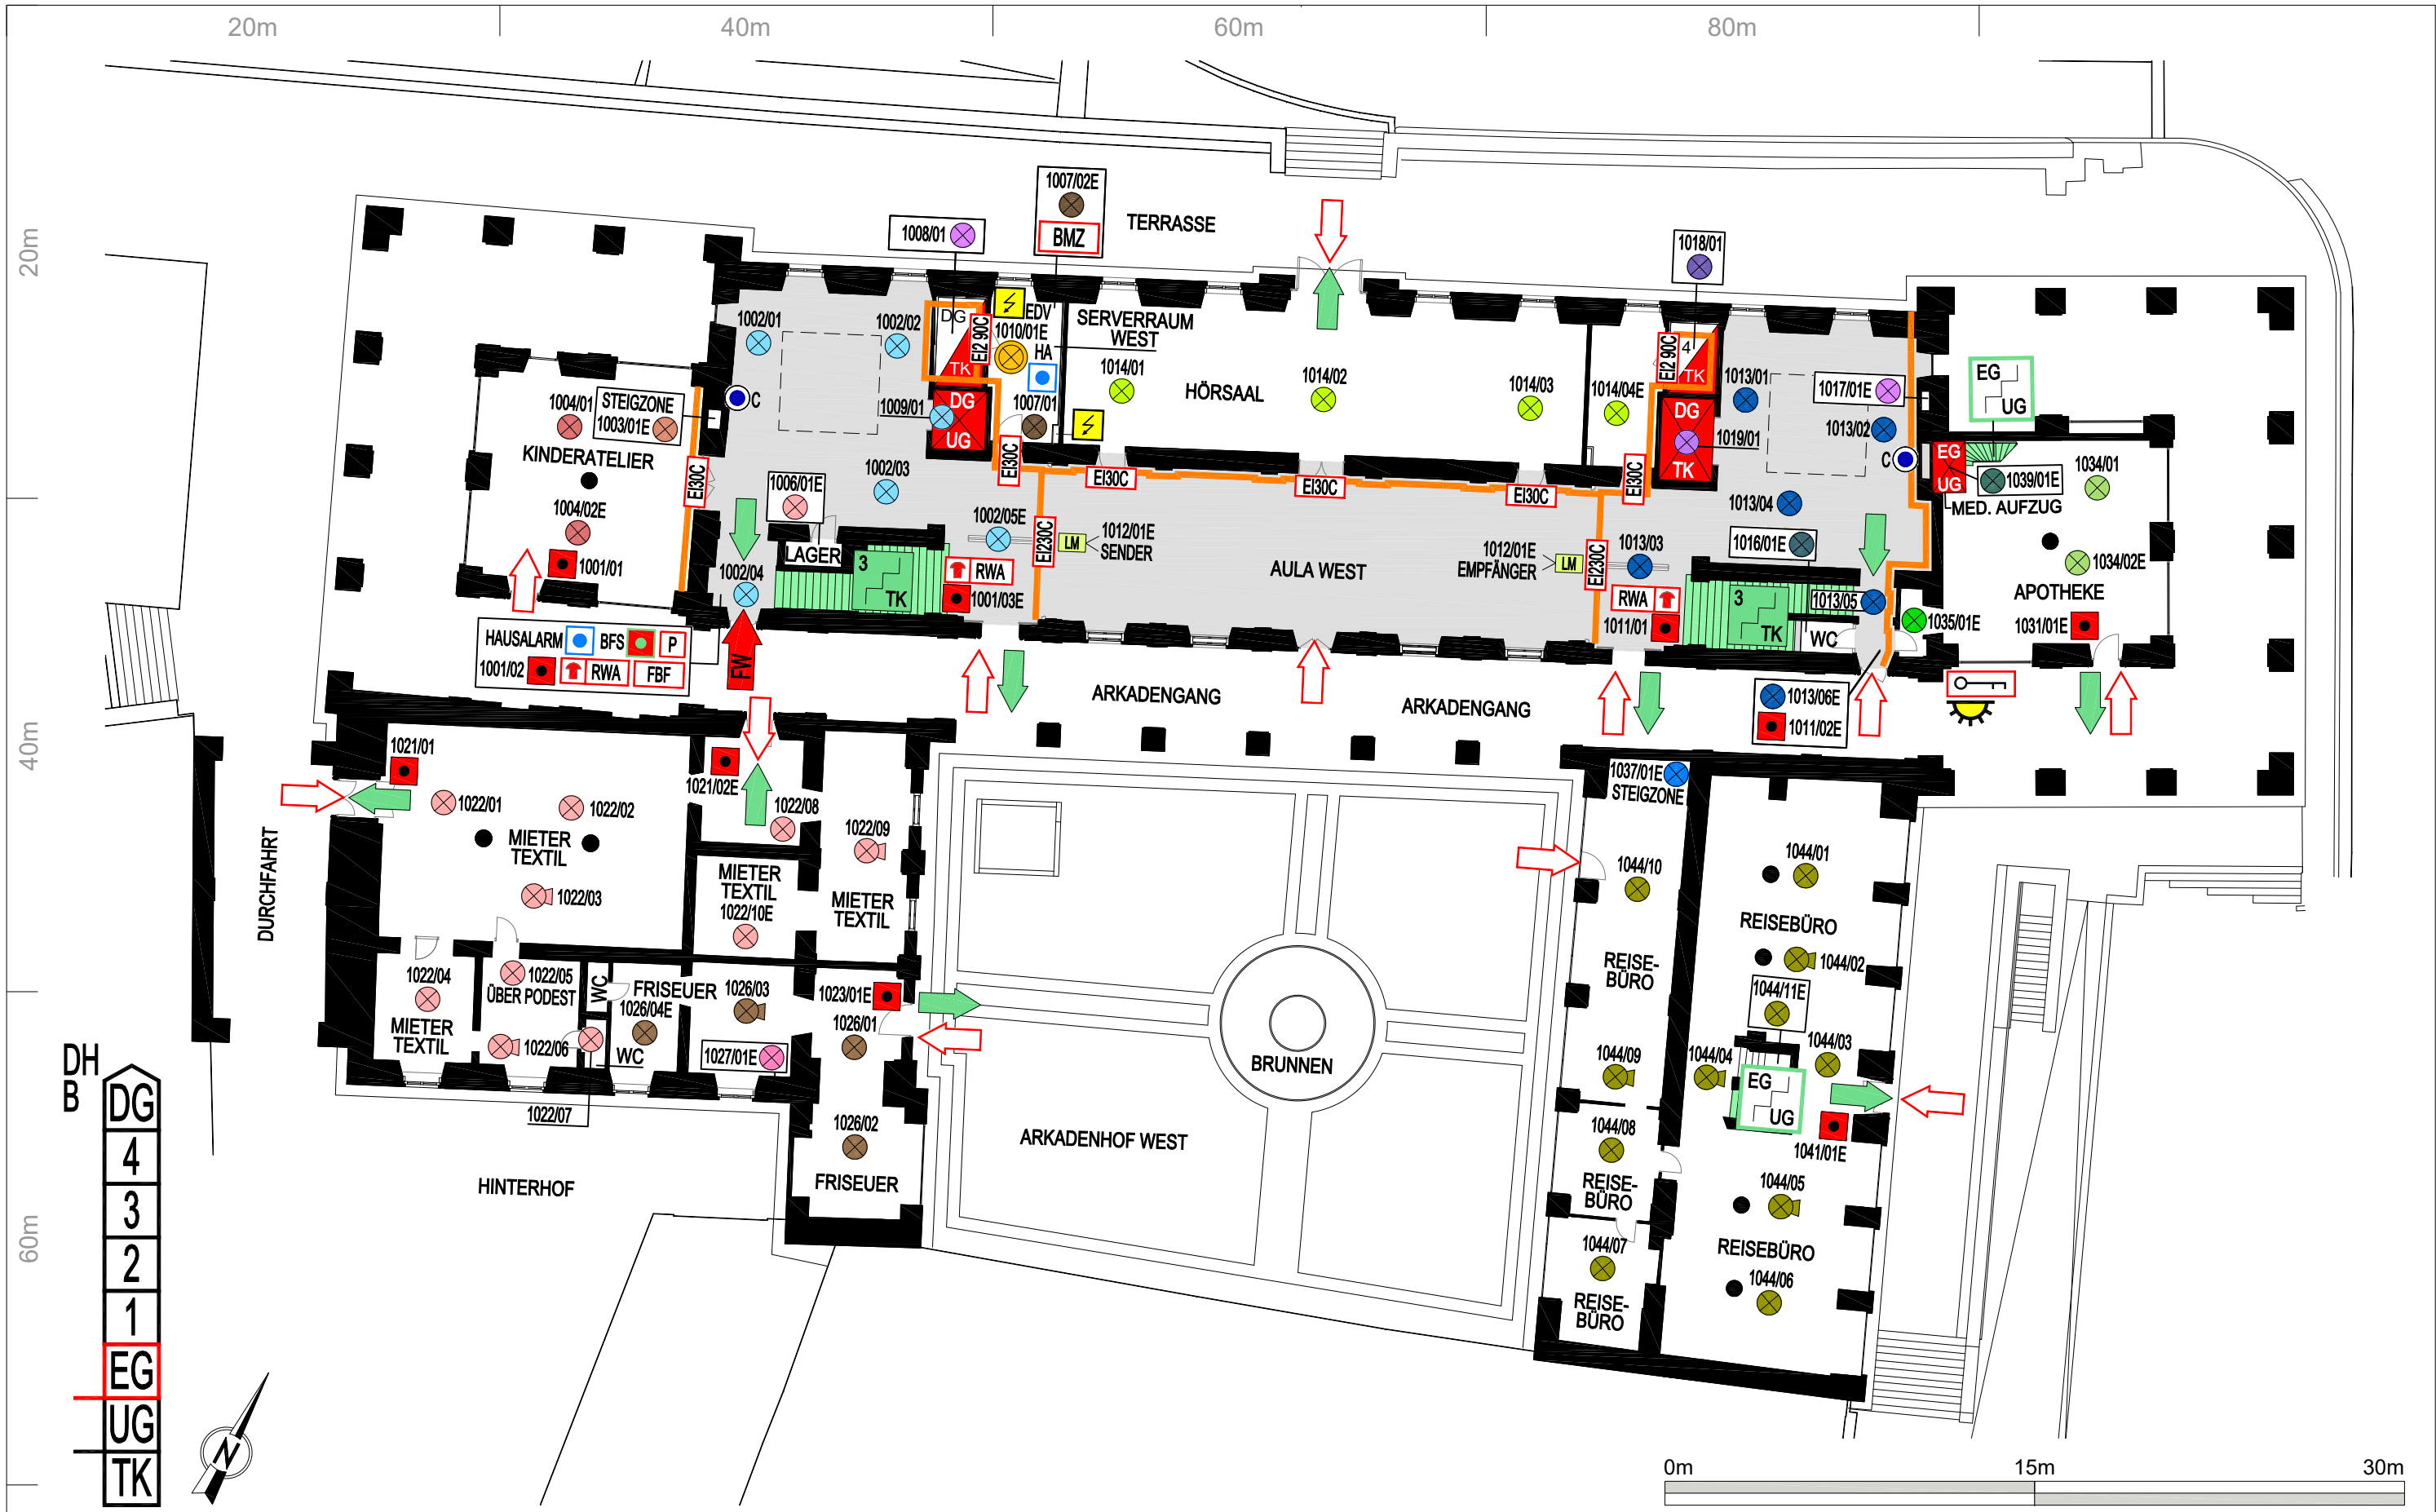 20m
40m
60m
80m
20m
40m
60m
1007/02E
BMZ
TERRASSE
1008/01
1018/01
1002/01
1002/02
DG
TK
EI2 90C
EDV
1010/01E
HA
SERVERRAUM
WEST
1014/01
HÖRSAAL
1014/02
1014/03
1014/04E
EI2 90C
4
TK
1013/01
1017/01E
1013/02
C
EG
UG
1004/01
STEIGZONE
1003/01E
C
1009/01
DG
UG
1007/01
DG
TK
1019/01
KINDERATELIER
1004/02E
1001/01
EI30C
1002/03
1006/01E
LAGER
EI30C
EI30C
EI30C
EI30C
EI30C
1013/04
EG
UG
1039/01E
MED. AUFZUG
1034/01
1034/02E
APOTHEKE
1031/01E
1002/05E
EI230C
LM
1012/01E
SENDER
1012/01E
EMPFÄNGER
LM
EI230C
1013/03
1016/01E
1002/04
3
TK
RWA
1001/03E
AULA WEST
RWA
1011/01
3
TK
WC
1013/05
1035/01E
HAUSALARM
BFS
P
1001/02
RWA
FBF
FW
ARKADENGANG
ARKADENGANG
1013/06E
1011/02E
1021/01
1022/01
1022/02
MIETER
TEXTIL
1022/03
1021/02E
1022/08
1022/09
MIETER
TEXTIL
1022/10E
MIETER
TEXTIL
DURCHFAHRT
1022/04
MIETER
TEXTIL
1022/05
ÜBER PODEST
1022/06
WC
FRISEUER
1026/04E
WC
1026/03
1027/01E
1023/01E
1026/01
1022/07
1026/02
FRISEUER
HINTERHOF
BRUNNEN
ARKADENHOF WEST
1037/01E
STEIGZONE
1044/10
REISE-
BÜRO
1044/09
1044/08
REISE-
BÜRO
1044/07
REISE-
BÜRO
1044/01
REISEBÜRO
1044/02
1044/11E
1044/03
1044/04
EG
UG
1041/01E
1044/05
REISEBÜRO
1044/06
DH
B
DG
4
3
2
1
EG
UG
TK
N
0m
15m
30m